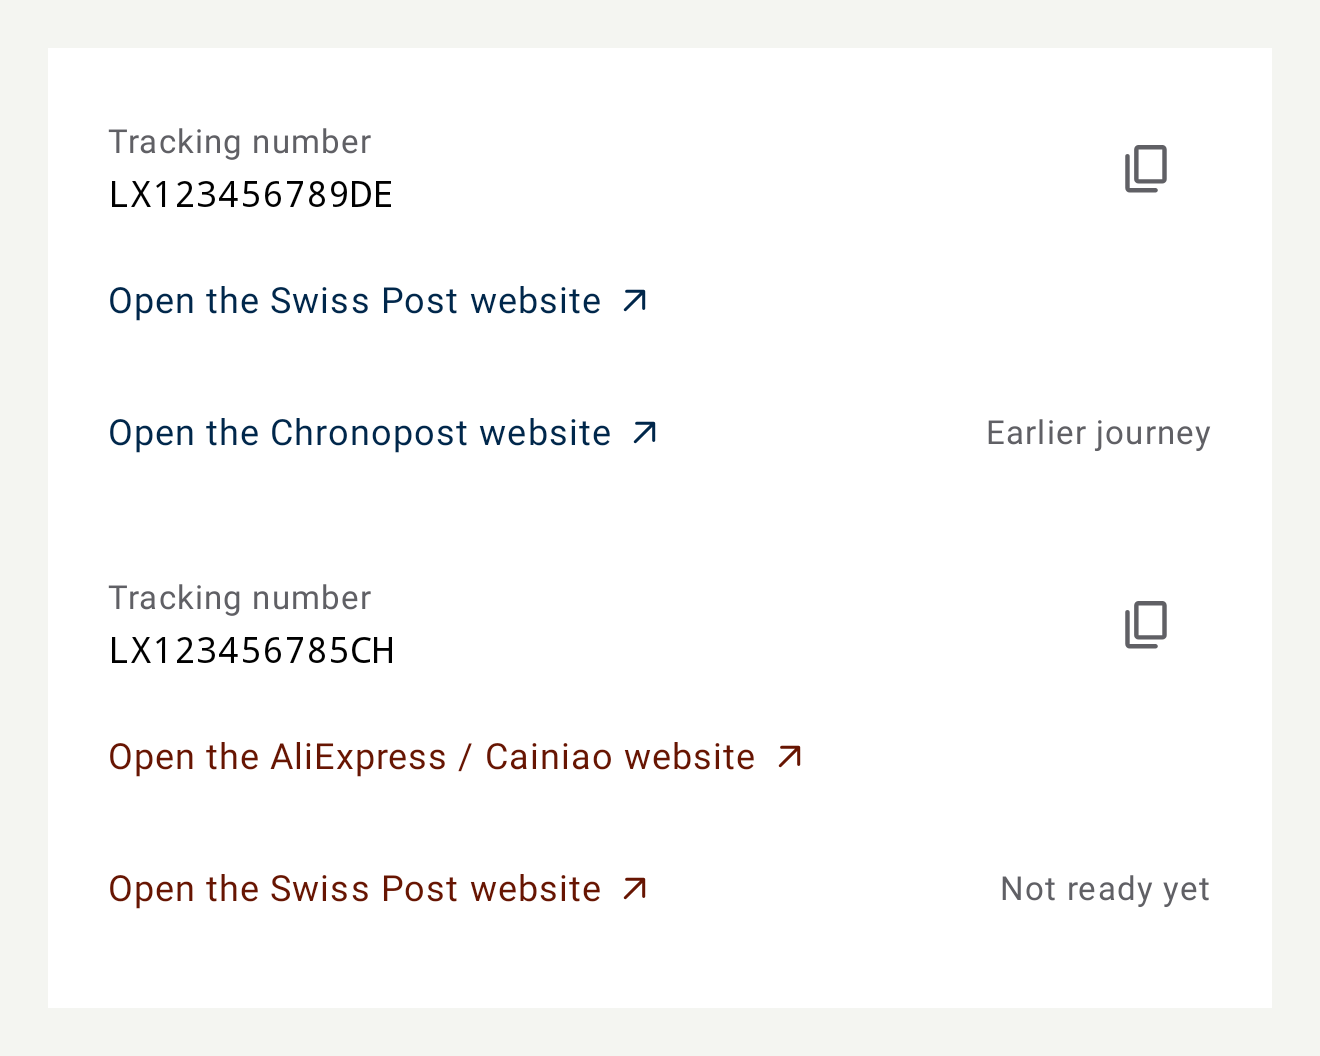 Tracking number
LX123456789DE
Open the Swiss Post website
Open the Chronopost website
Earlier journey
Tracking number
LX123456785CH
Open the AliExpress / Cainiao website
Open the Swiss Post website
Not ready yet